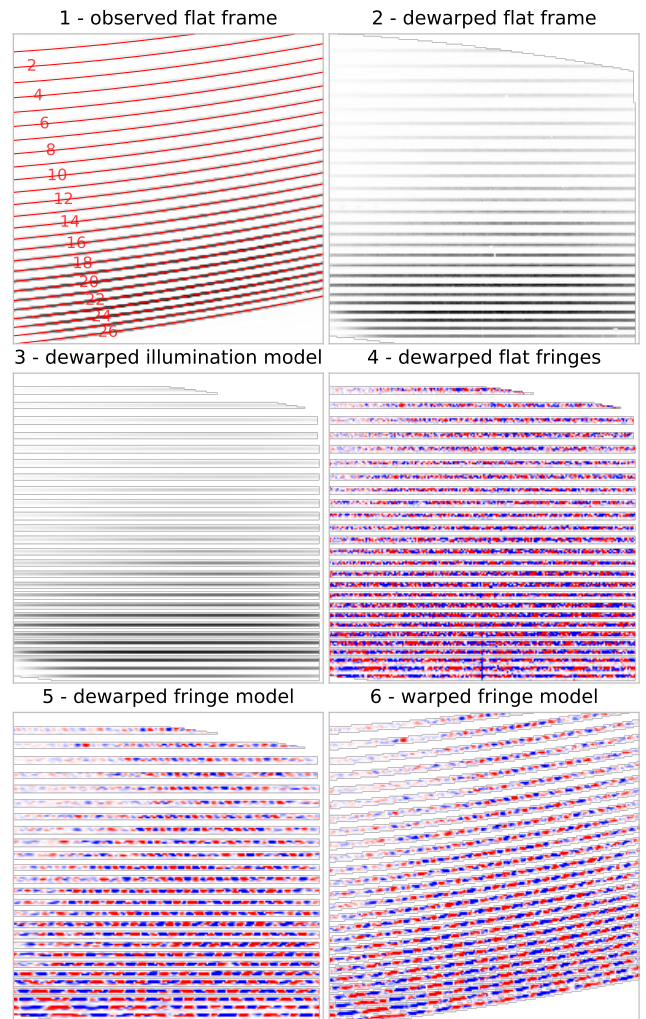 1 - observed flat frame
2 - dewarped flat frame
2
4
6
8
10
12
14
16
18
20
22
24
26
3 - dewarped illumination model
4 - dewarped flat fringes
5 - dewarped fringe model
6 - warped fringe model